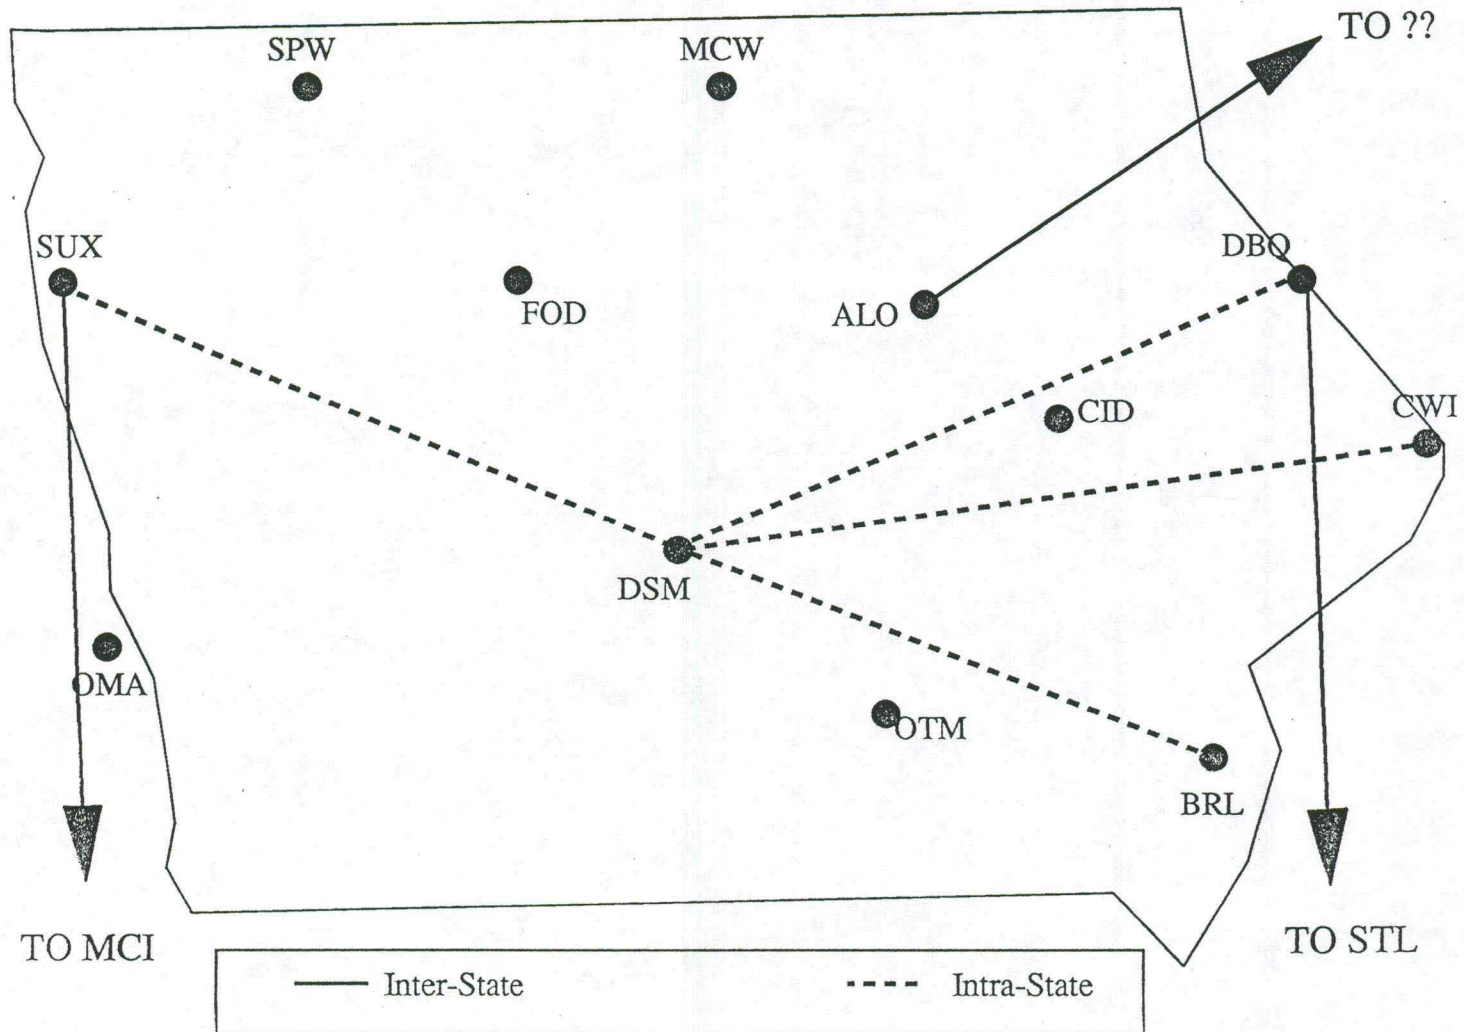 TO ??
SPW
MCW
SUX
DBQ
FOD
ALO
CID
CWI
DSM
OMA
OTM
BRL
TO MCI
TO STL
Inter-State
Intra-State